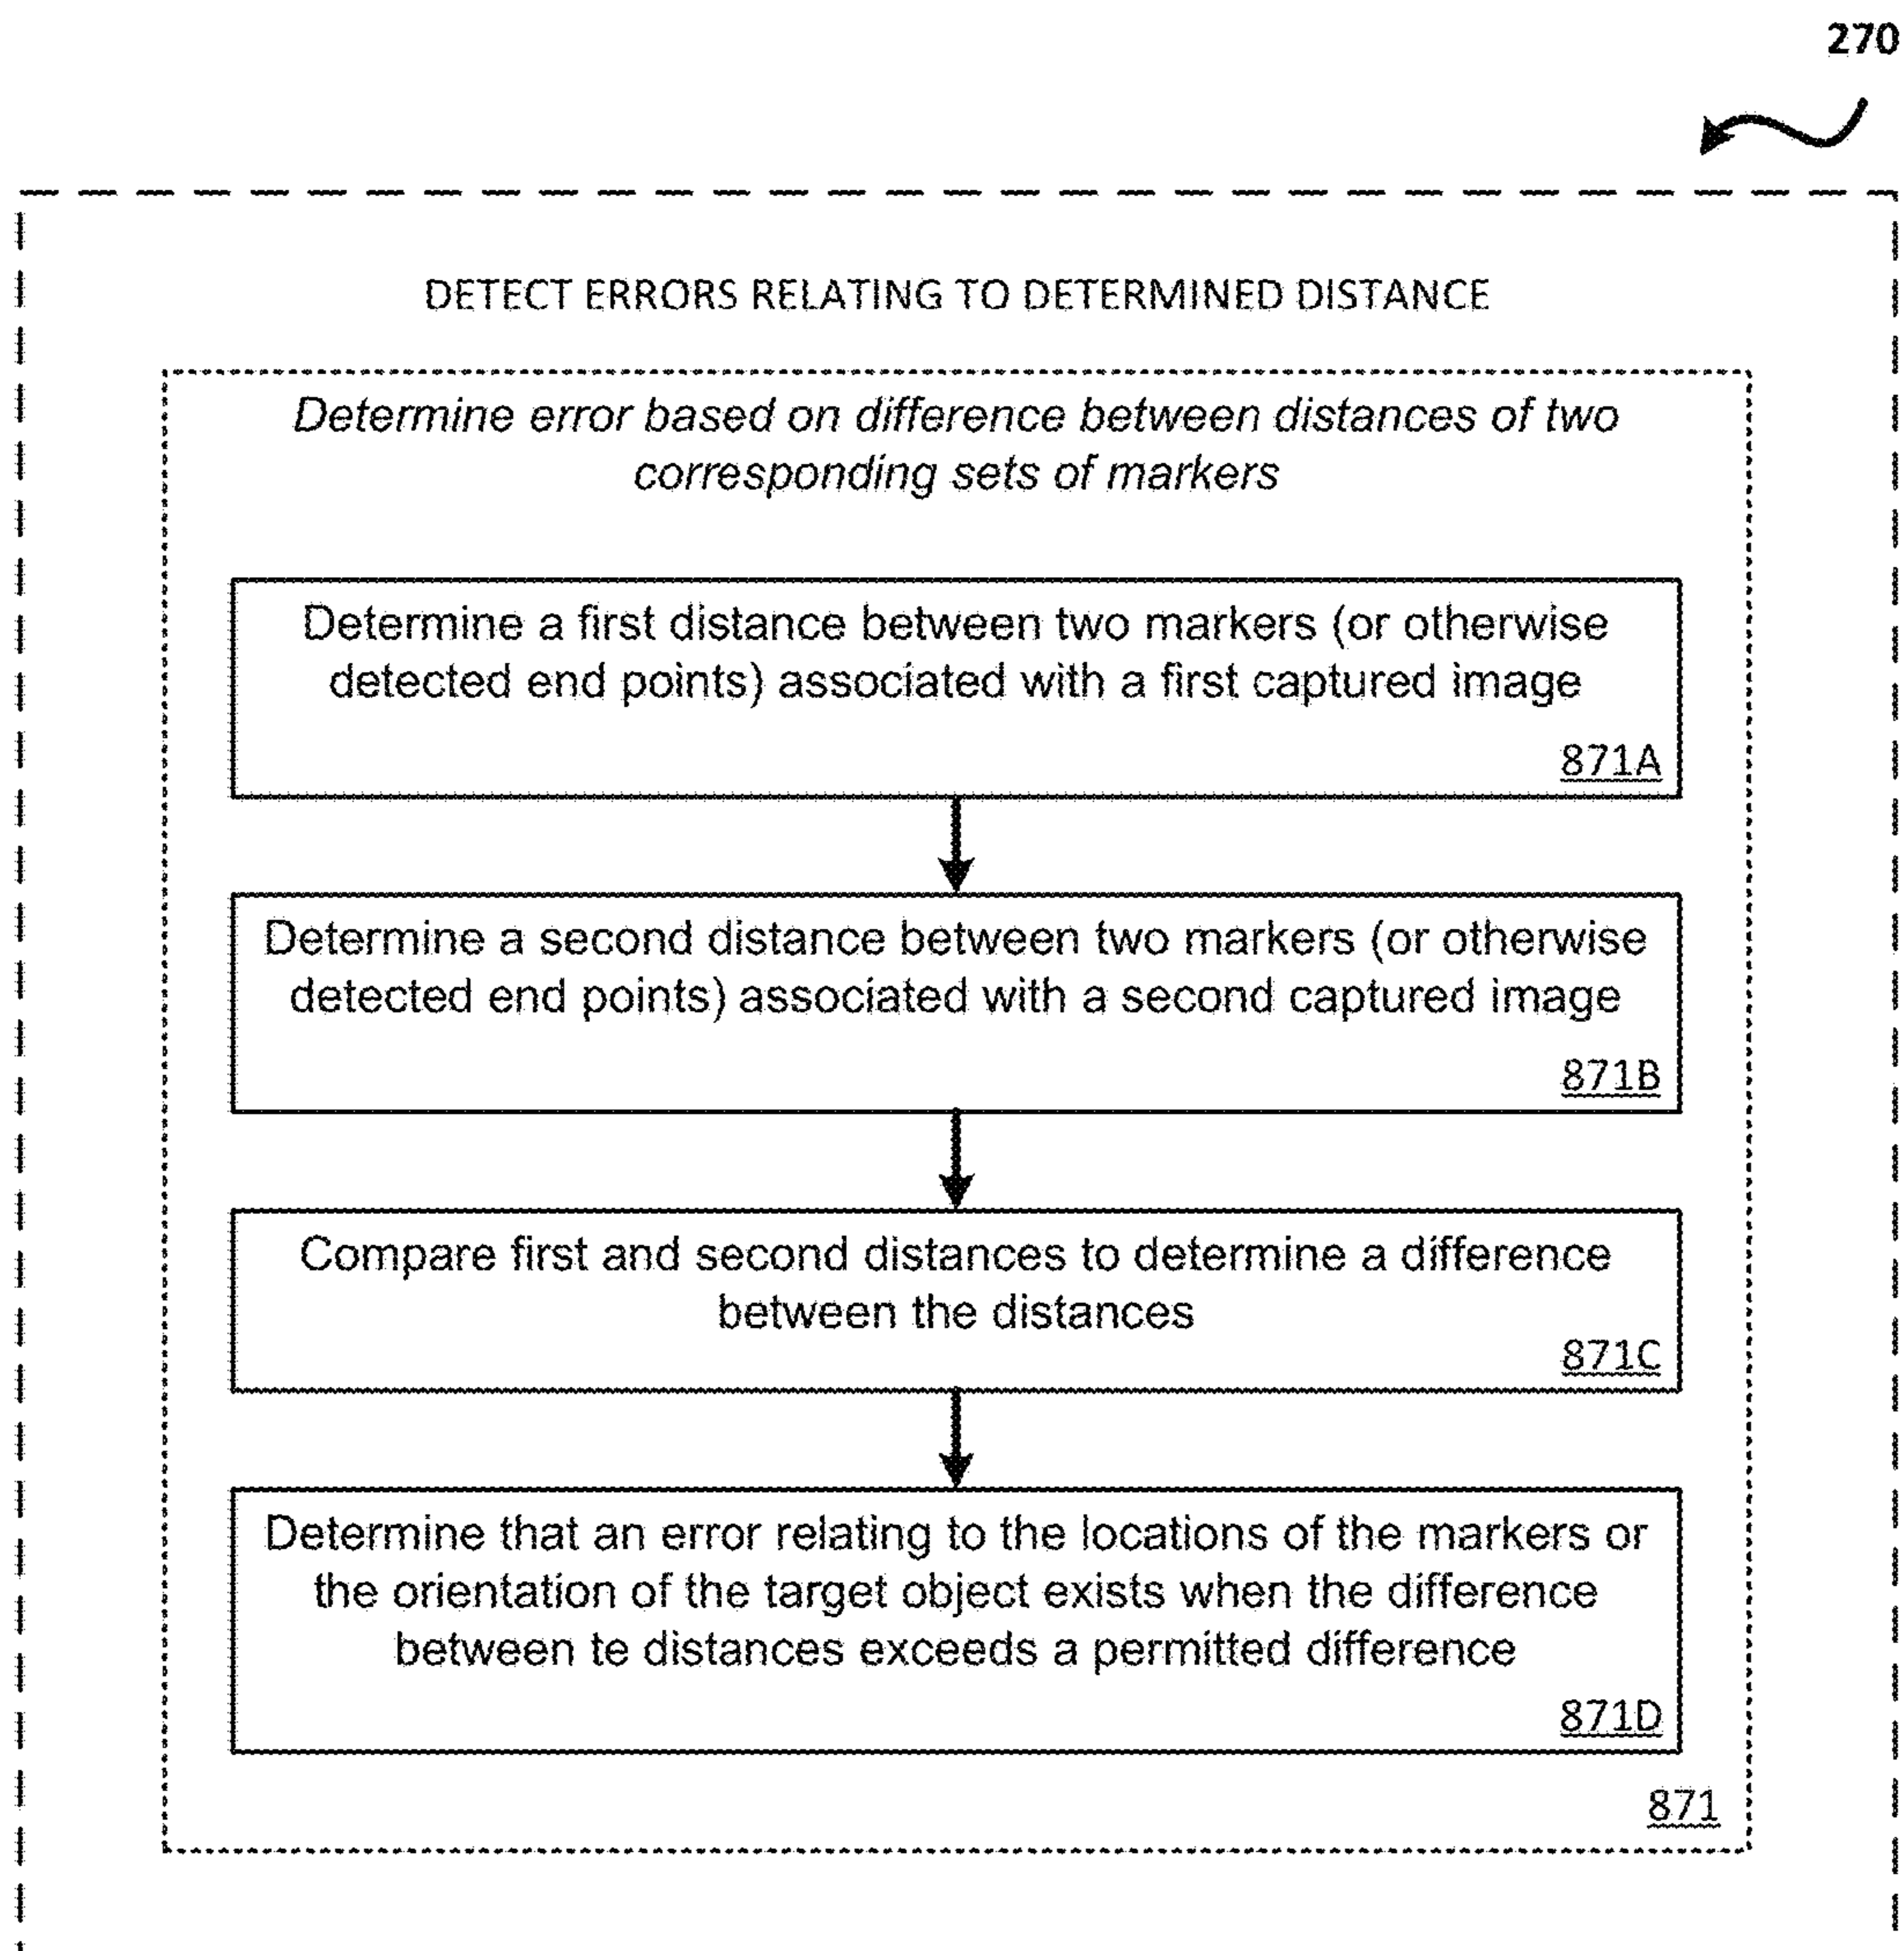 270
DETECT ERRORS RELATING TO DETERMINED DISTANCE
Determine error based on difference between distances of two
corresponding sets of markers
Determine a first distance between two markers (or otherwise
detected end points) associated with a first captured image
871A
Determine a second distance between two markers (or otherwise
detected end points) associated with a second captured image
871B
Compare first and second distances to determine a difference
between the distances
871C
Determine that an error relating to the locations of the markers or
the orientation of the target object exists when the difference
between te distances exceeds a permitted difference
871D
871